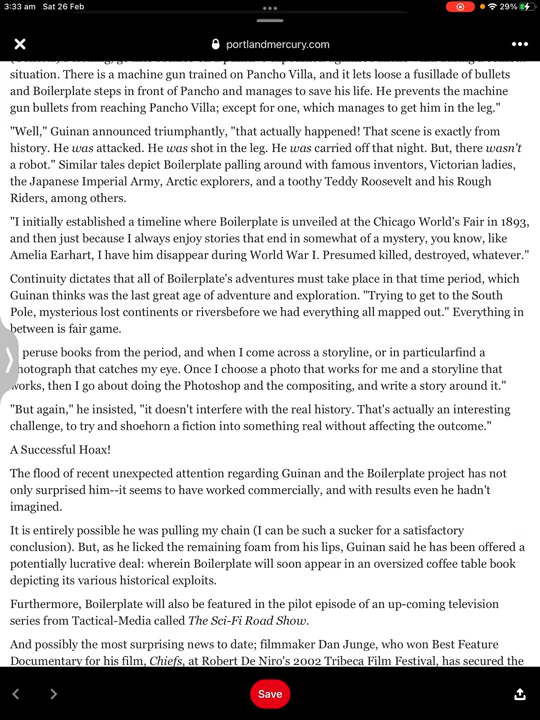 3:33 am Sat 26 Feb
29%
portlandmercury.com
situation. There is a machine gun trained on Pancho Villa, and it lets loose a fusillade of bullets
and Boilerplate steps in front of Pancho and manages to save his life. He prevents the machine
gun bullets from reaching Pancho Villa; except for one, which manages to get him in the leg."
"Well," Guinan announced triumphantly, "that actually happened! That scene is exactly from
history. He was attacked. He was shot in the leg. He was carried off that night. But, there wasn't
a robot." Similar tales depict Boilerplate palling around with famous inventors, Victorian ladies,
the Japanese Imperial Army, Arctic explorers, and a toothy Teddy Roosevelt and his Rough
Riders, among others.
"I initially established a timeline where Boilerplate is unveiled at the Chicago World's Fair in 1893,
and then just because I always enjoy stories that end in somewhat of a mystery, you know, like
Amelia Earhart, I have him disappear during World War I. Presumed killed, destroyed, whatever."
Continuity dictates that all of Boilerplate's adventures must take place in that time period, which
Guinan thinks was the last great age of adventure and exploration. "Trying to get to the South
Pole, mysterious lost continents or riversbefore we had everything all mapped out." Everything in
between is fair game.
peruse books from the period, and when I come across a storyline, or in particularfind a
photograph that catches my eye. Once I choose a photo that works for me and a storyline that
works, then I go about doing the Photoshop and the compositing, and write a story around it."
"But again," he insisted, "it doesn't interfere with the real history. That's actually an interesting
challenge, to try and shoehorn a fiction into something real without affecting the outcome."
A Successful Hoax!
The flood of recent unexpected attention regarding Guinan and the Boilerplate project has not
only surprised him--it seems to have worked commercially, and with results even he hadn't
imagined.
It is entirely possible he was pulling my chain (I can be such a sucker for a satisfactory
conclusion). But, as he licked the remaining foam from his lips, Guinan said he has been offered a
potentially lucrative deal: wherein Boilerplate will soon appear in an oversized coffee table book
depicting its various historical exploits.
Furthermore, Boilerplate will also be featured in the pilot episode of an up-coming television
series from Tactical-Media called The Sci-Fi Road Show.
And possibly the most surprising news to date; filmmaker Dan Junge, who won Best Feature
Documentary for his film, Chiefs, at Robert De Niro's 2002 Tribeca Film Festival, has secured the
Save